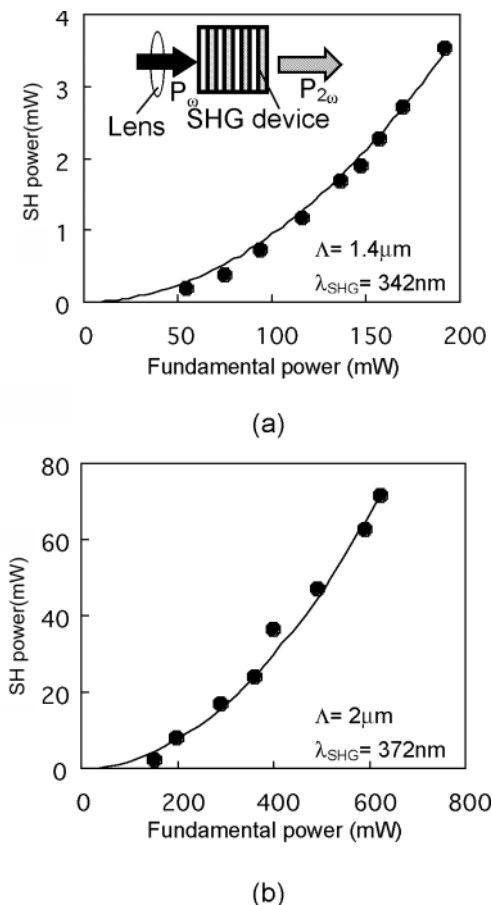 4
3
2
1
0
SH power(mW)
Lens
Pω
SHG device
P2ω
Λ= 1.4μm
λSHG= 342nm
50
100
150
200
Fundamental power (mW)
(a)
80
60
40
20
0
SH power(mW)
Λ= 2μm
λSHG= 372nm
200
400
600
800
Fundamental power (mW)
(b)